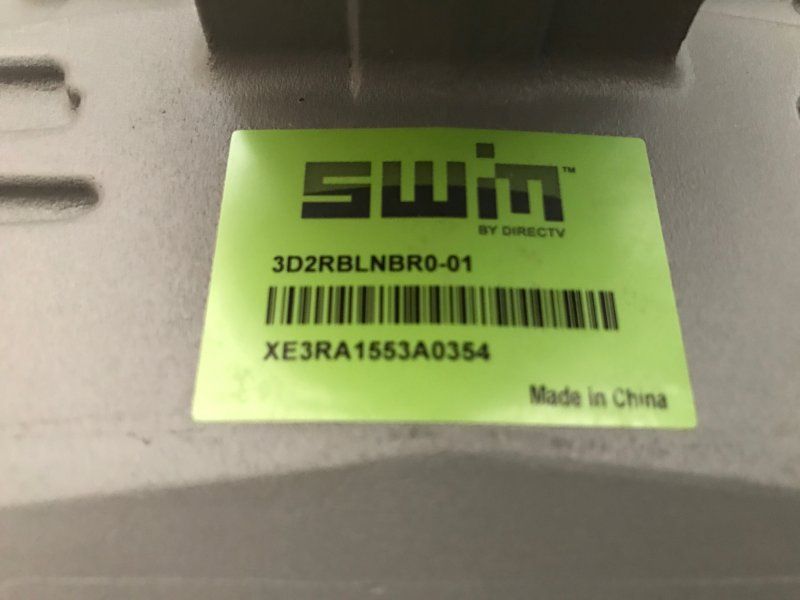 SWiM™
BY DIRECTV
3D2RBLNBR0-01
XE3RA1553A0354
Made in China